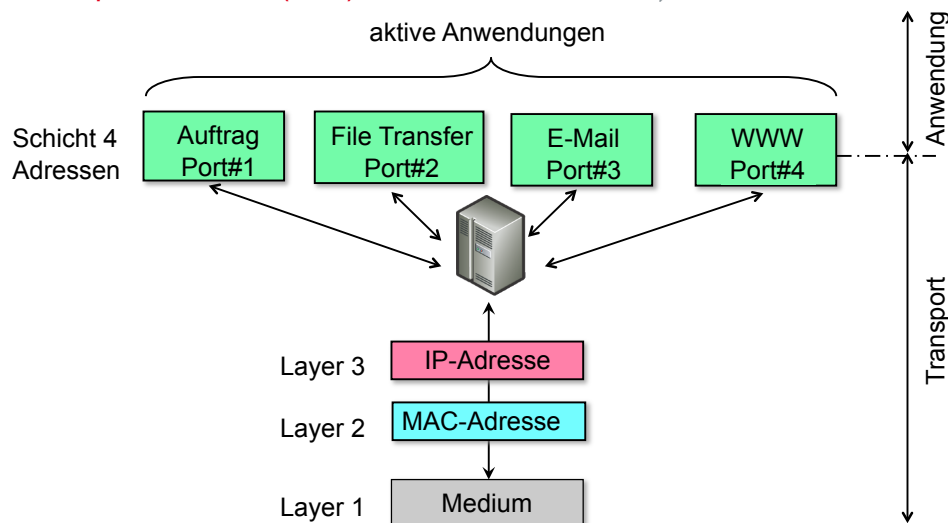 aktive Anwendungen
Anwendung
Schicht 4
Adressen
Auftrag
Port#1
File Transfer
Port#2
E-Mail
Port#3
WWW
Port#4
Transport
Layer 3
IP-Adresse
Layer 2
MAC-Adresse
Layer 1
Medium